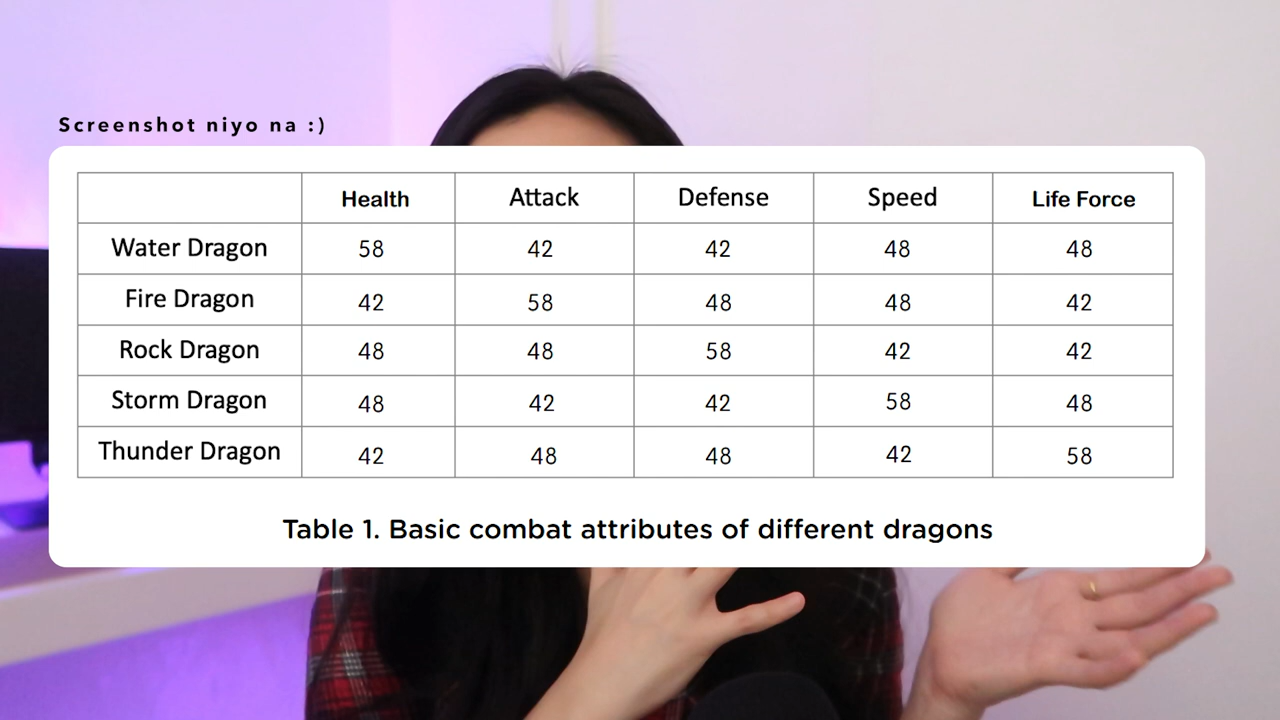 Screenshot niyo na :)
Health Attack Defense Speed Life Force
Water Dragon 58 42 42 48 48
Fire Dragon 42 58 48 48 42
Rock Dragon 48 48 58 42 42
Storm Dragon 48 42 42 58 48
Thunder Dragon 42 48 48 42 58
Table 1. Basic combat attributes of different dragons